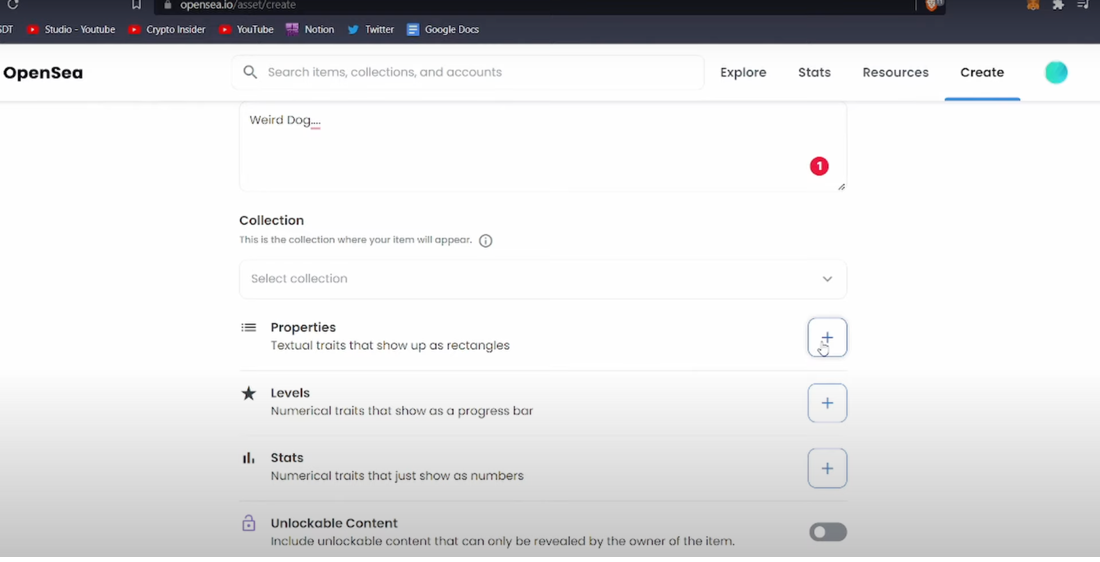 opensea.io/asset/create
SDT Studio - Youtube Crypto Insider YouTube Notion Twitter Google Docs
OpenSea Search items, collections, and accounts Explore Stats Resources Create
Weird Dog....
1
Collection
This is the collection where your item will appear.
Select collection
Properties
Textual traits that show up as rectangles
Levels
Numerical traits that show as a progress bar
Stats
Numerical traits that just show as numbers
Unlockable Content
Include unlockable content that can only be revealed by the owner of the item.